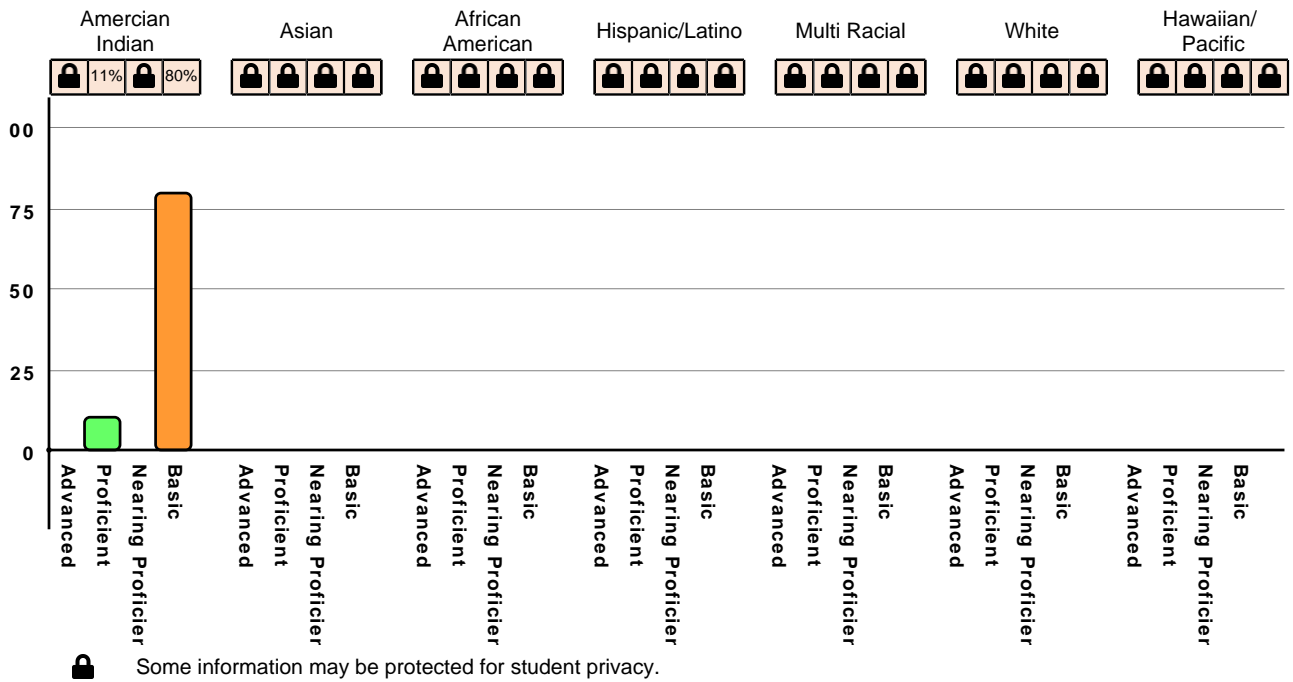 Amercian
Indian
Asian
African
American
Hispanic/Latino
Multi Racial
White
Hawaiian/
Pacific
11%
80%
00
75
50
25
0
Advanced
Proficient
Nearing Proficier
Basic
Advanced
Proficient
Nearing Proficier
Basic
Advanced
Proficient
Nearing Proficier
Basic
Advanced
Proficient
Nearing Proficier
Basic
Advanced
Proficient
Nearing Proficier
Basic
Advanced
Proficient
Nearing Proficier
Basic
Advanced
Proficient
Nearing Proficier
Basic
Some information may be protected for student privacy.